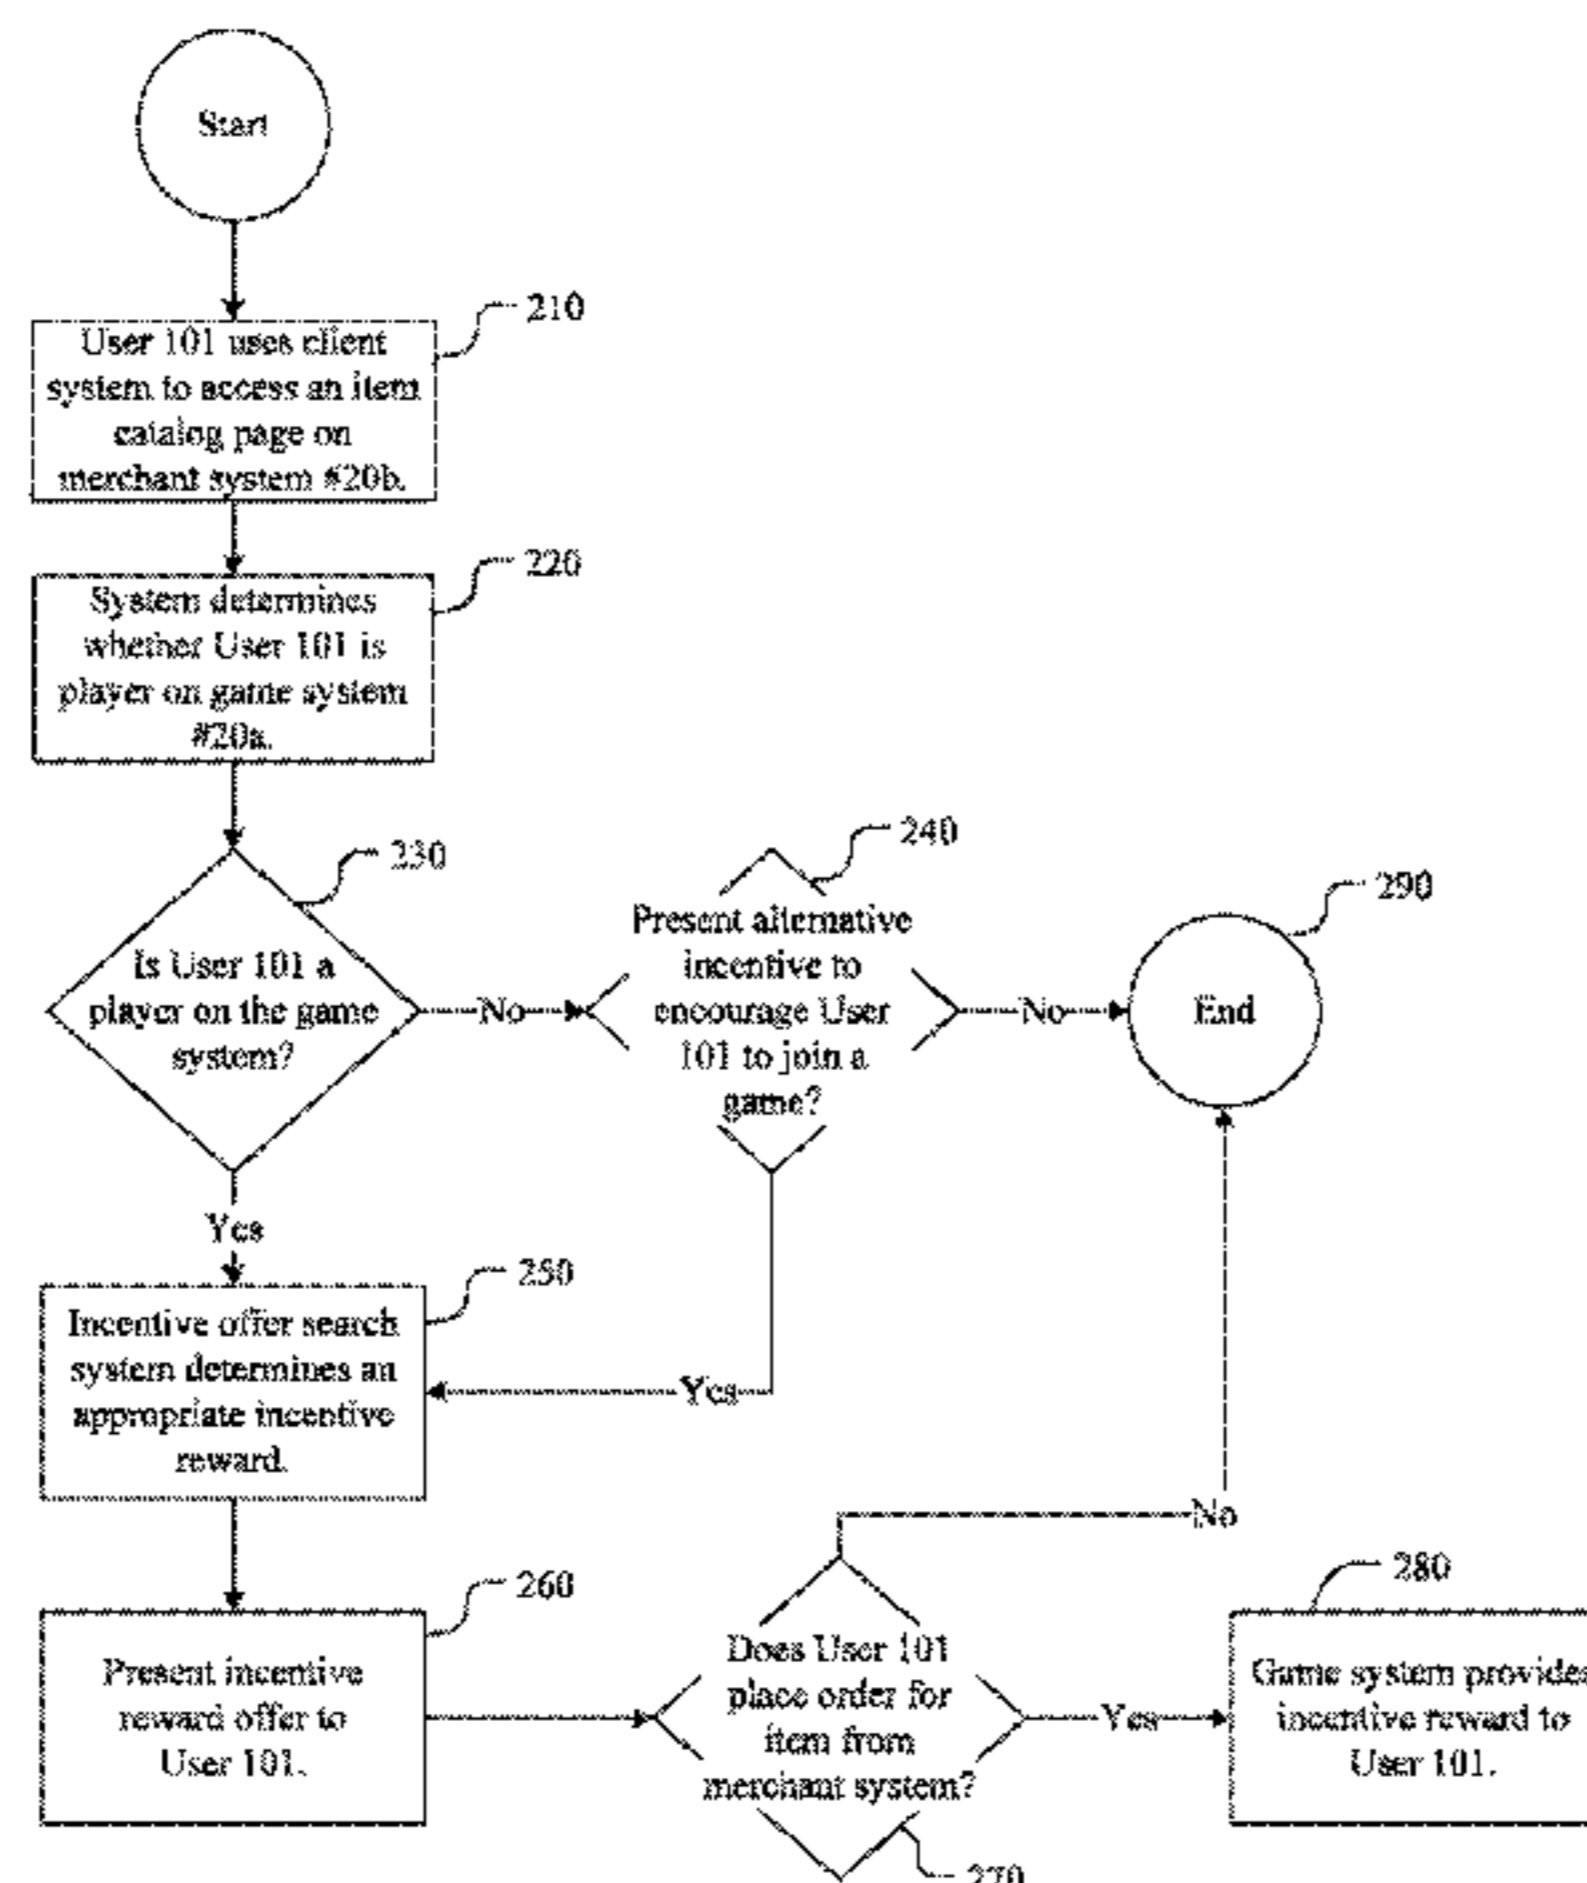 Start
210
User 101 uses client
system to access an item
catalog page on
merchant system #20b.
220
System determines
whether User 101 is
player on game system
#20a.
230
Is User 101 a
player on the game
system?
No
240
Present alternative
incentive to
encourage User
101 to join a
game?
No
290
End
Yes
250
Incentive offer search
system determines an
appropriate incentive
reward.
Yes
260
Present incentive
reward offer to
User 101.
No
Does User 101
place order for
item from
merchant system?
270
Yes
280
Game system provides
incentive reward to
User 101.